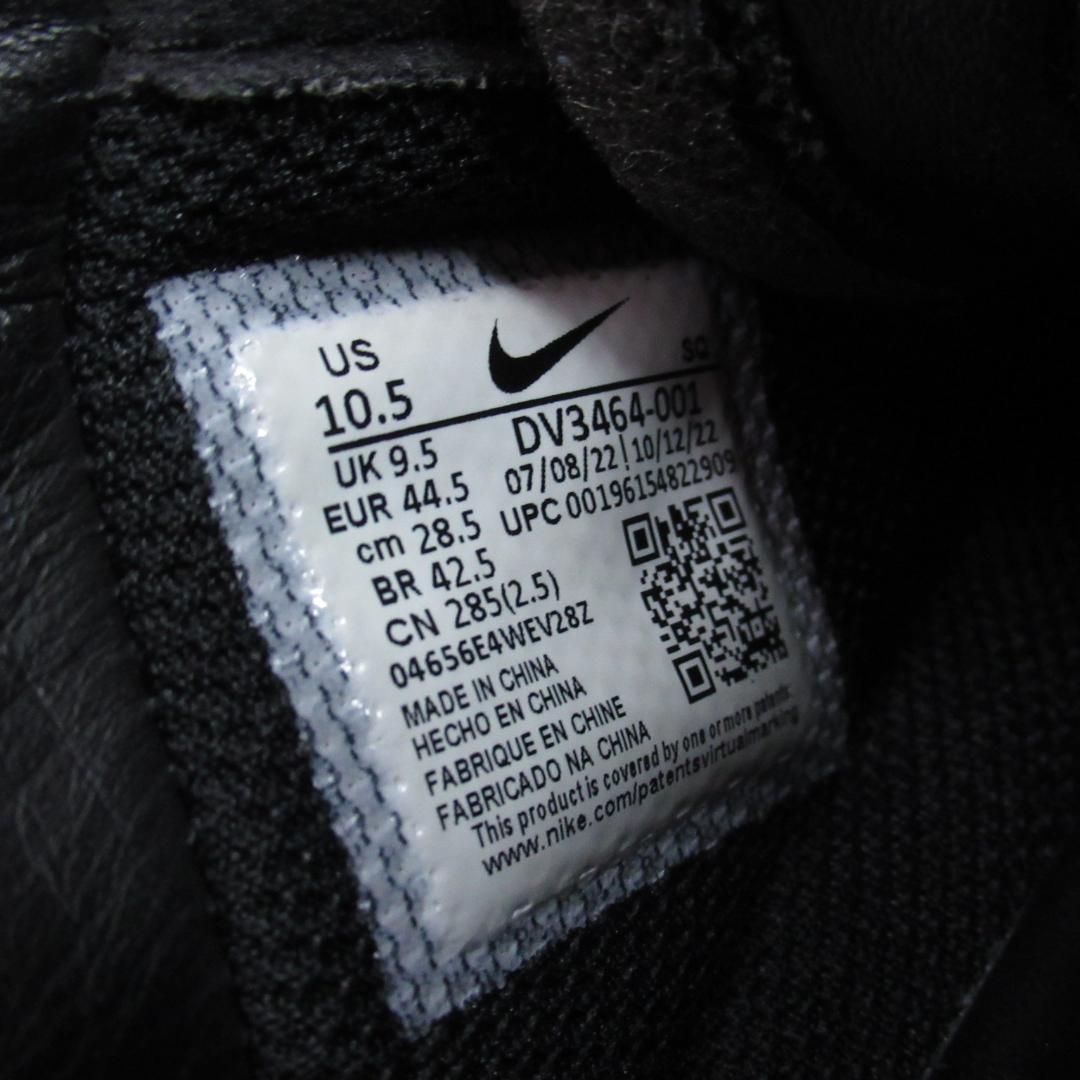 US
SQ
10.5
UK 9.5
DV3464-001
EUR 44.5
07/08/22 | 10/12/22
cm 28.5
UPC 00196154822909
BR 42.5
CN 285(2.5)
04656E4WEV28Z
MADE IN CHINA
HECHO EN CHINA
FABRIQUE EN CHINE
FABRICADO NA CHINA
This product is covered by one or more patents:
www.nike.com/patentsvirtualmarking